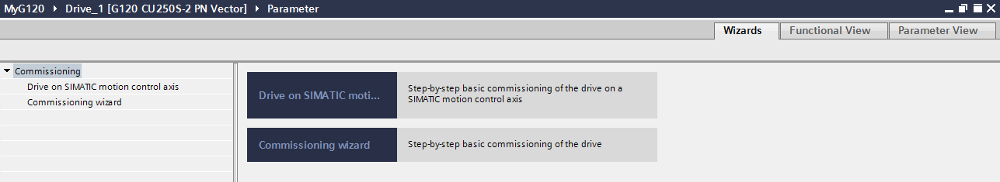 MyG120 ▸ Drive_1 [G120 CU250S-2 PN Vector] ▸ Parameter
Wizards Functional View Parameter View
Commissioning
Drive on SIMATIC motion control axis
Commissioning wizard
Drive on SIMATIC moti...
Step-by-step basic commissioning of the drive on a
SIMATIC motion control axis
Commissioning wizard
Step-by-step basic commissioning of the drive